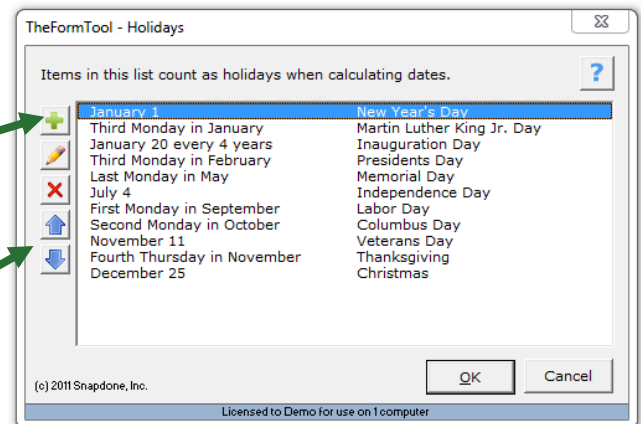 TheFormTool - Holidays
Items in this list count as holidays when calculating dates.
?
January 1 New Year's Day
Third Monday in January Martin Luther King Jr. Day
January 20 every 4 years Inauguration Day
Third Monday in February Presidents Day
Last Monday in May Memorial Day
July 4 Independence Day
First Monday in September Labor Day
Second Monday in October Columbus Day
November 11 Veterans Day
Fourth Thursday in November Thanksgiving
December 25 Christmas
OK Cancel
(c) 2011 Snapdone, Inc.
Licensed to Demo for use on 1 computer